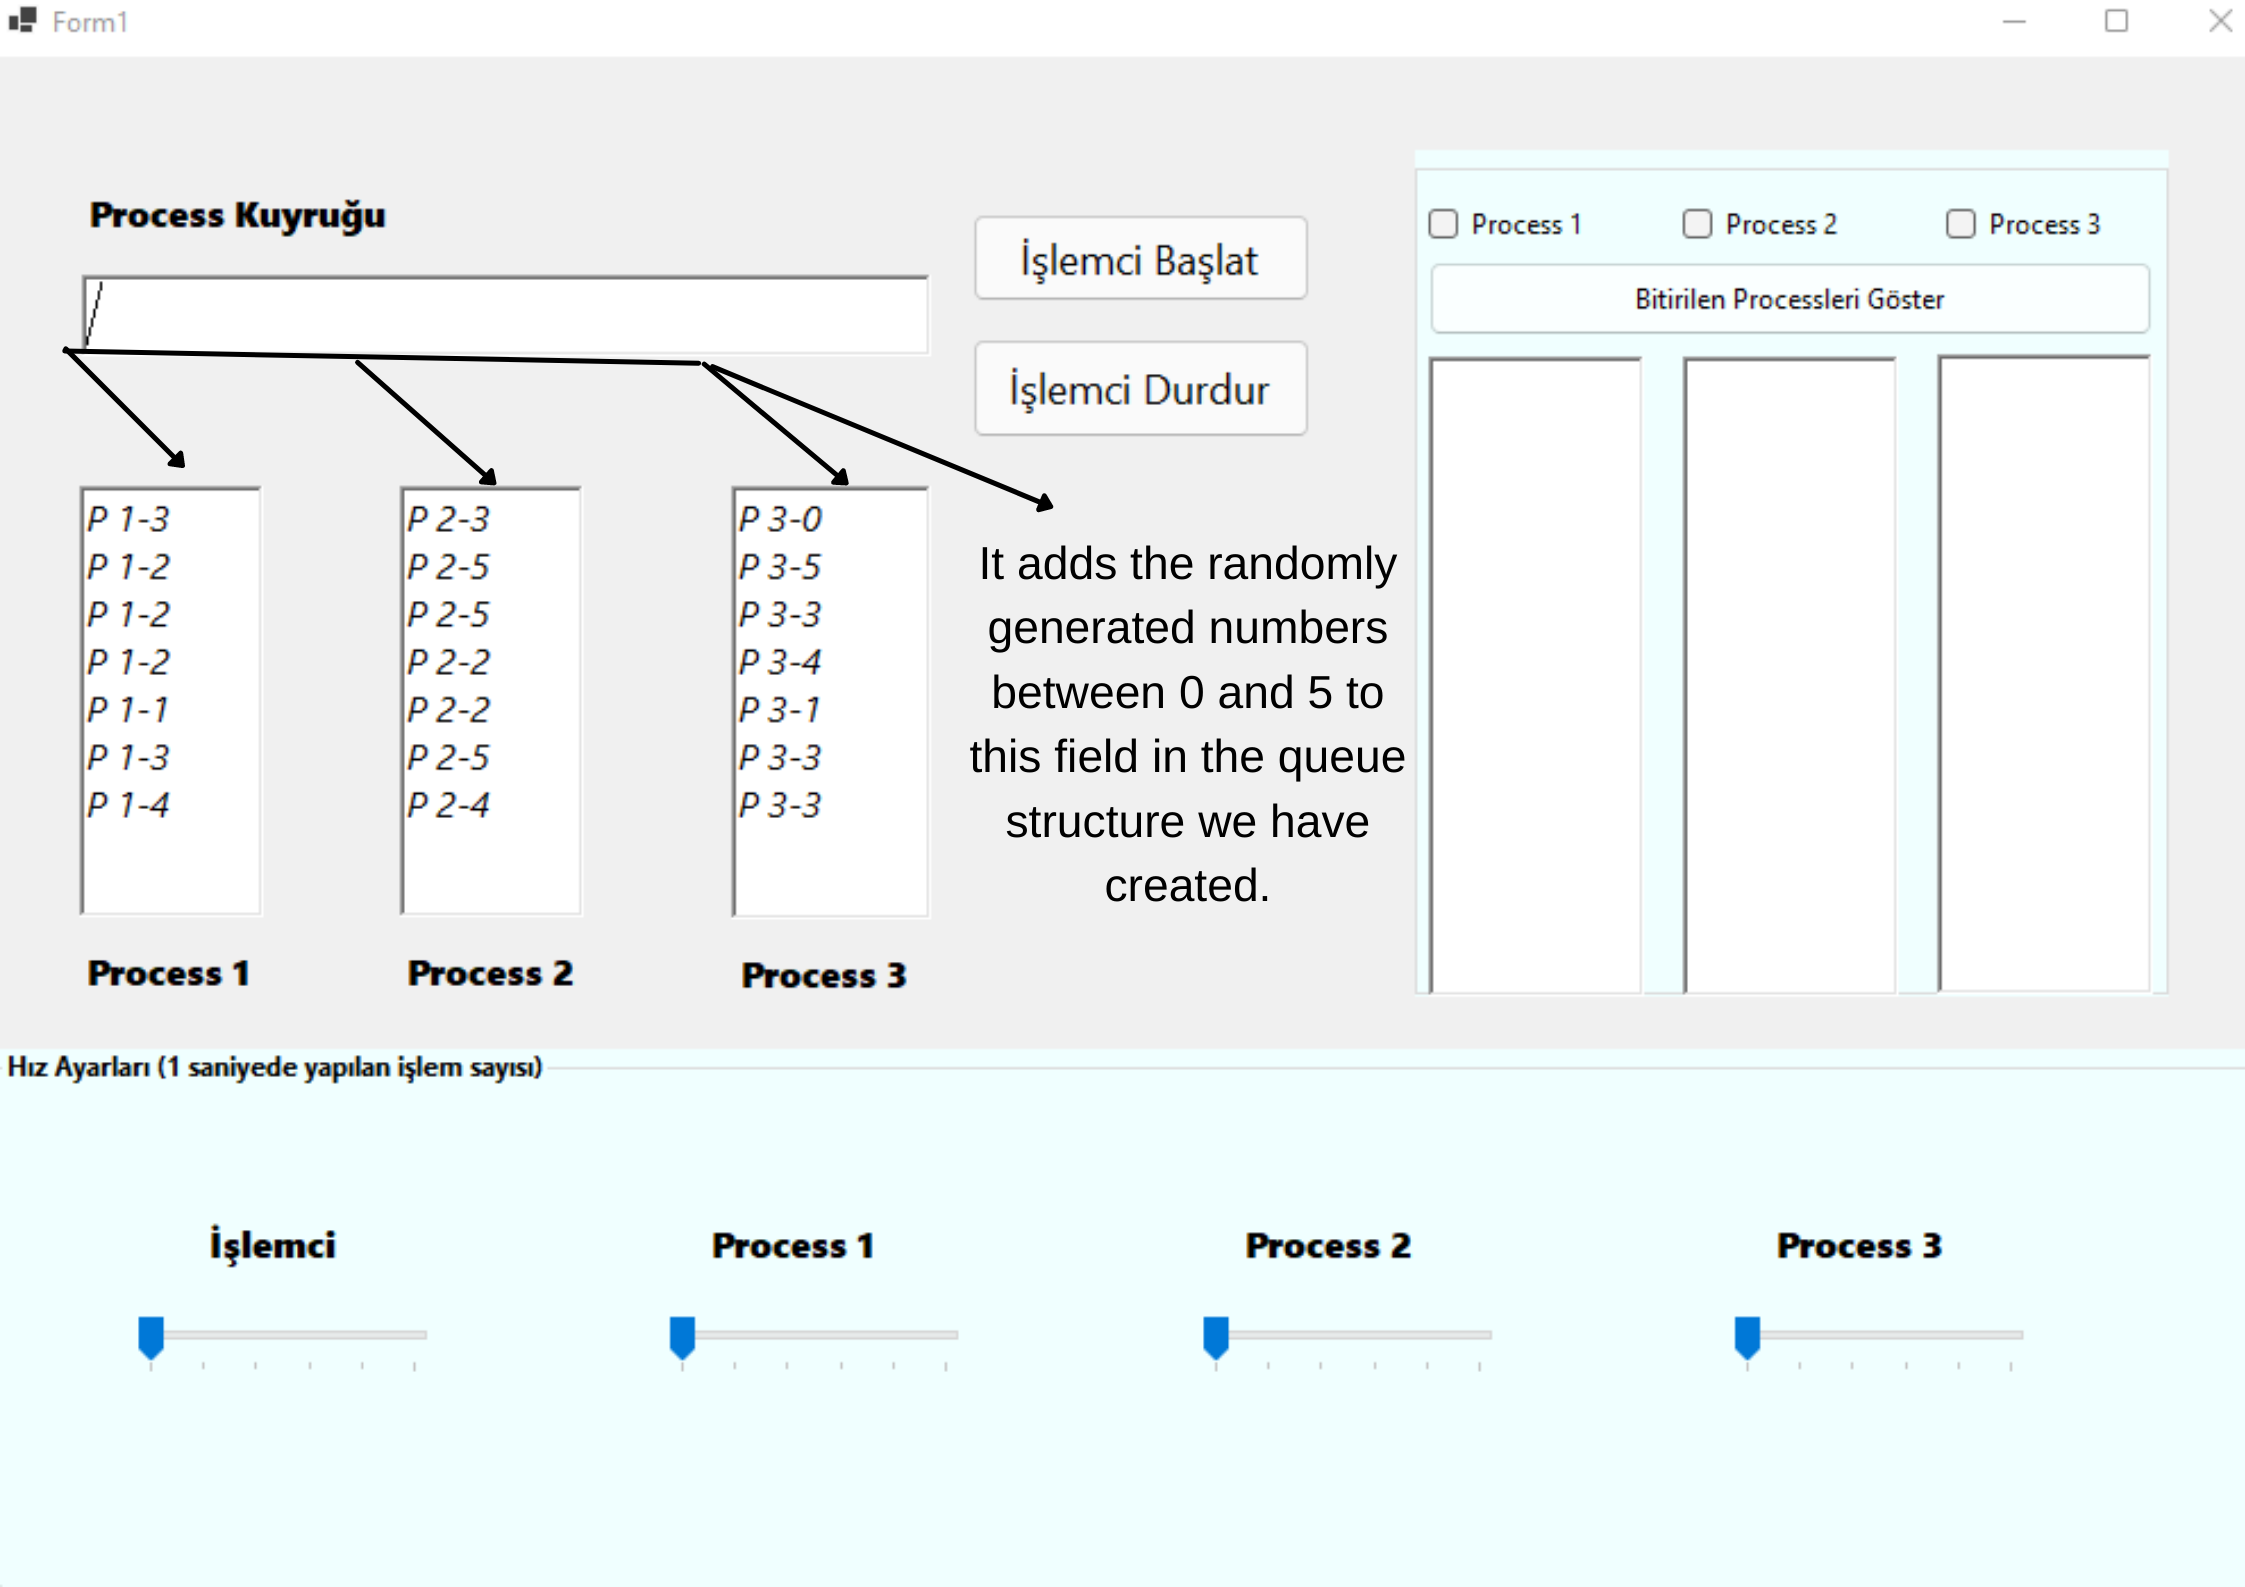 Form1
Process Kuyruğu
İşlemci Başlat
İşlemci Durdur
P 1-3
P 1-2
P 1-2
P 1-2
P 1-1
P 1-3
P 1-4
Process 1
P 2-3
P 2-5
P 2-5
P 2-2
P 2-2
P 2-5
P 2-4
Process 2
P 3-0
P 3-5
P 3-3
P 3-4
P 3-1
P 3-3
P 3-3
Process 3
It adds the randomly
generated numbers
between 0 and 5 to
this field in the queue
structure we have
created.
Process 1
Process 2
Process 3
Bitirilen Processleri Göster
Hız Ayarları (1 saniyede yapılan işlem sayısı)
İşlemci
Process 1
Process 2
Process 3